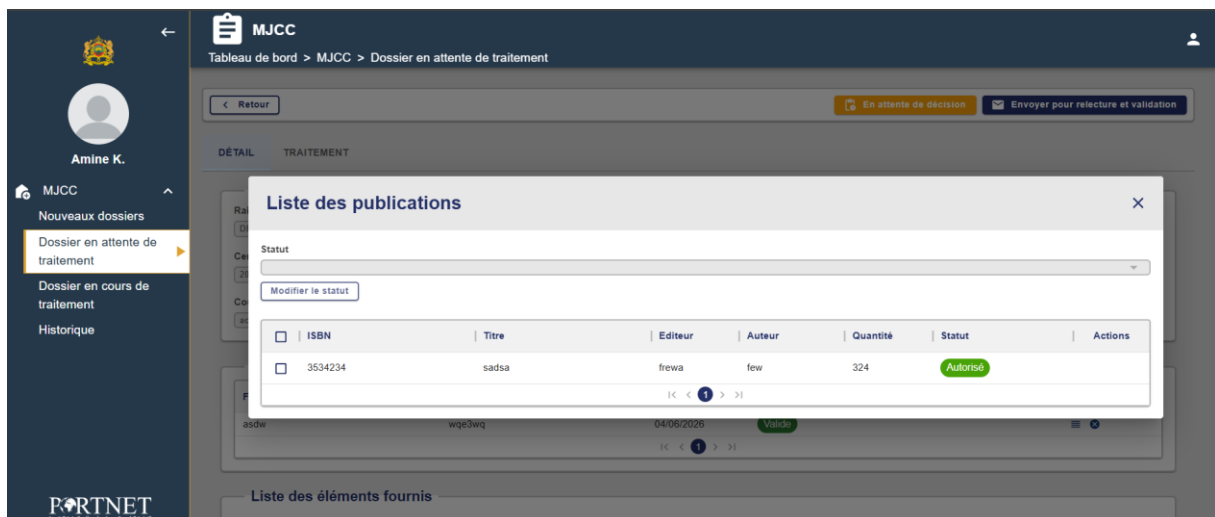 MJCC
Tableau de bord > MJCC > Dossier en attente de traitement
Amine K.
MJCC
Nouveaux dossiers
Dossier en attente de
traitement
Dossier en cours de
traitement
Historique
PORTNET
Retour
En attente de décision
Envoyer pour relecture et validation
DÉTAIL TRAITEMENT
Liste des publications
Statut
Modifier le statut
ISBN Titre Editeur Auteur Quantité Statut Actions
3534234 sadsa frewa few 324 Autorisé
1
asdw wqe3wq 04/06/2026 Valide
1
Liste des éléments fournis